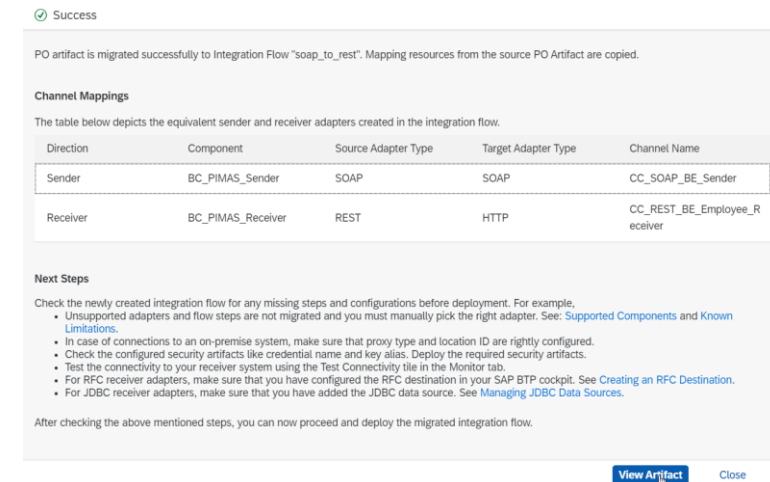 Success
PO artifact is migrated successfully to Integration Flow "soap_to_rest". Mapping resources from the source PO Artifact are copied.
Channel Mappings
The table below depicts the equivalent sender and receiver adapters created in the integration flow.
Direction Component Source Adapter Type Target Adapter Type Channel Name
Sender BC_PIMAS_Sender SOAP SOAP CC_SOAP_BE_Sender
Receiver BC_PIMAS_Receiver REST HTTP CC_REST_BE_Employee_R
eceiver
Next Steps
Check the newly created integration flow for any missing steps and configurations before deployment. For example,
• Unsupported adapters and flow steps are not migrated and you must manually pick the right adapter. See: Supported Components and Known
Limitations.
• In case of connections to an on-premise system, make sure that proxy type and location ID are rightly configured.
• Check the configured security artifacts like credential name and key alias. Deploy the required security artifacts.
• Test the connectivity to your receiver system using the Test Connectivity tile in the Monitor tab.
• For RFC receiver adapters, make sure that you have configured the RFC destination in your SAP BTP cockpit. See Creating an RFC Destination.
• For JDBC receiver adapters, make sure that you have added the JDBC data source. See Managing JDBC Data Sources.
After checking the above mentioned steps, you can now proceed and deploy the migrated integration flow.
View Artifact Close